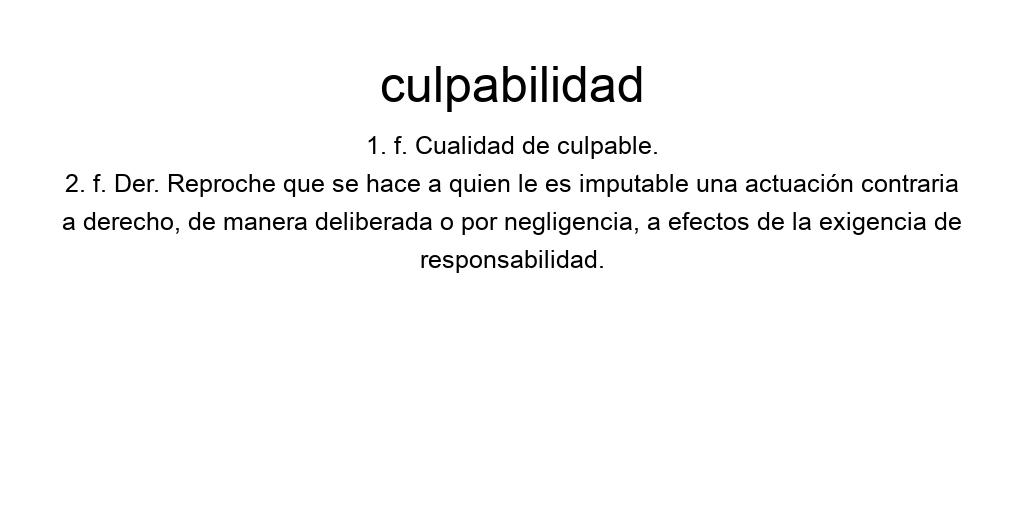 culpabilidad
1. f. Cualidad de culpable.
2. f. Der. Reproche que se hace a quien le es imputable una actuación contraria
a derecho, de manera deliberada o por negligencia, a efectos de la exigencia de
responsabilidad.